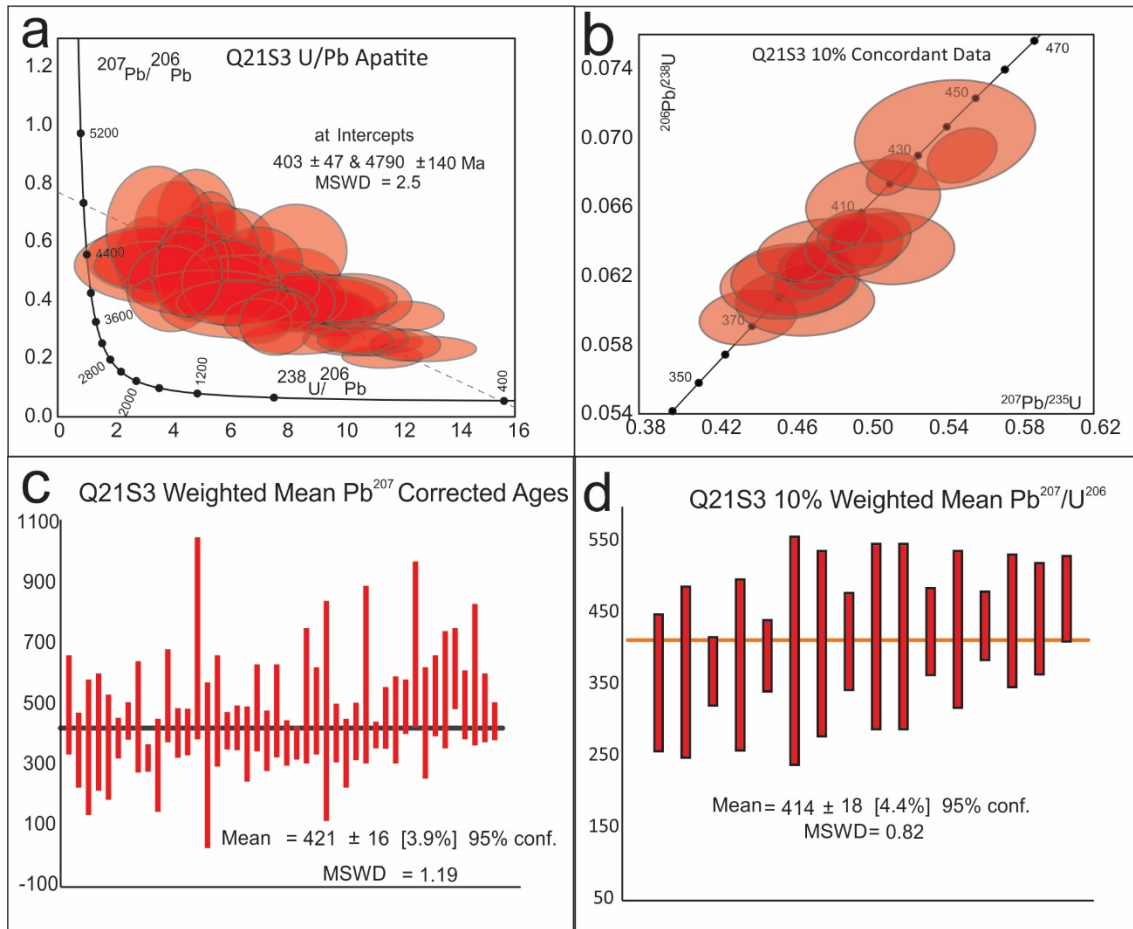 a
207Pb/206Pb
Q21S3 U/Pb Apatite
at Intercepts
403 ± 47 & 4790 ± 140 Ma
MSWD = 2.5
1.2
1.0
0.8
0.6
0.4
0.2
0.0
5200
4400
3600
2800
2000
1200
400
238U/206Pb
0 2 4 6 8 10 12 14 16
b
206Pb/238U
Q21S3 10% Concordant Data
0.074
0.070
0.066
0.062
0.058
0.054
470
450
430
410
370
350
207Pb/235U
0.38 0.42 0.46 0.50 0.54 0.58 0.62
c
Q21S3 Weighted Mean Pb207 Corrected Ages
1100
900
700
500
300
100
-100
Mean = 421 ± 16 [3.9%] 95% conf.
MSWD = 1.19
d
Q21S3 10% Weighted Mean Pb207/U206
550
450
350
250
150
50
Mean= 414 ± 18 [4.4%] 95% conf.
MSWD= 0.82